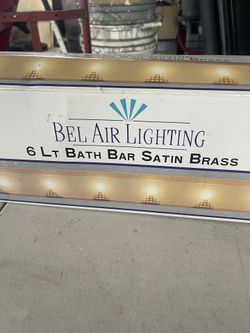 BEL AIR LIGHTING
6 LT BATH BAR SATIN BRASS